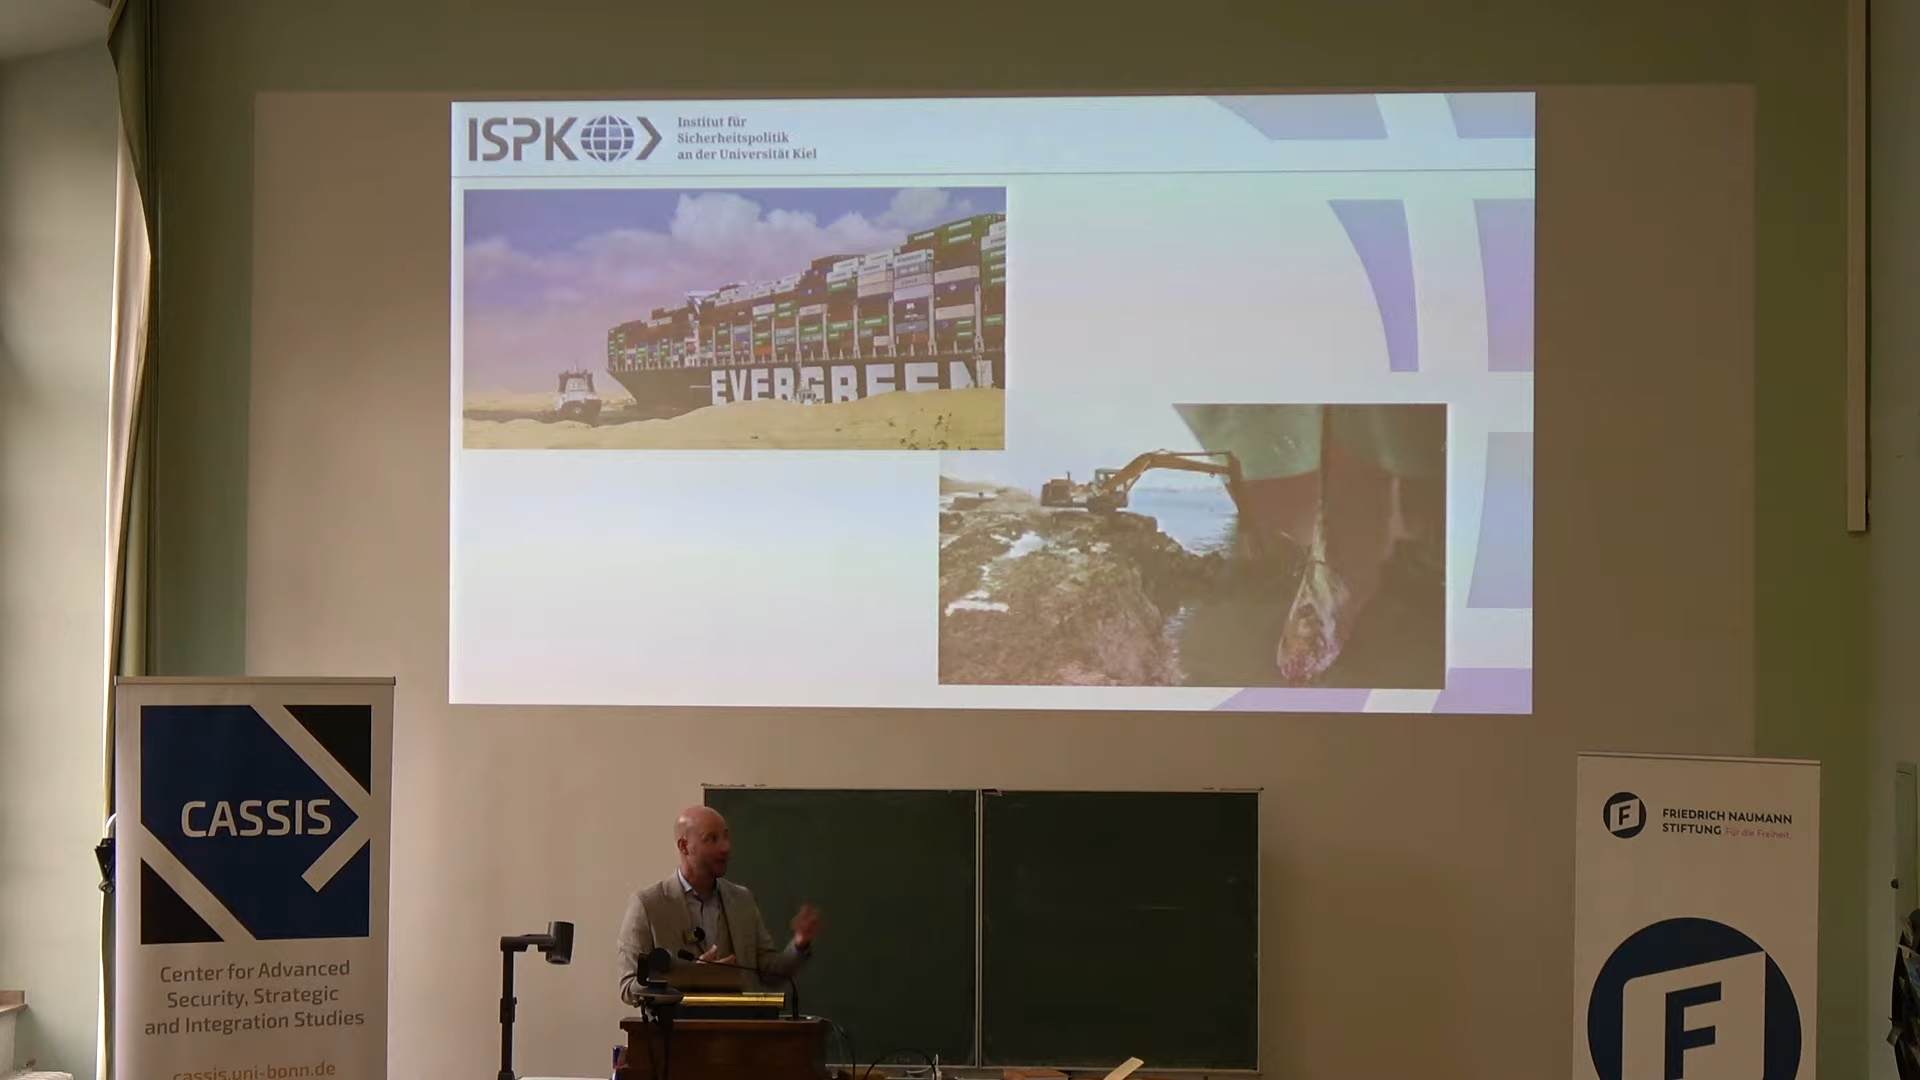 ISPK
Institut für
Sicherheitspolitik
an der Universität Kiel
EVERGREEN
CASSIS
Center for Advanced
Security, Strategic
and Integration Studies
cassis.uni-bonn.de
F
FRIEDRICH NAUMANN
STIFTUNG Für die Freiheit.
F